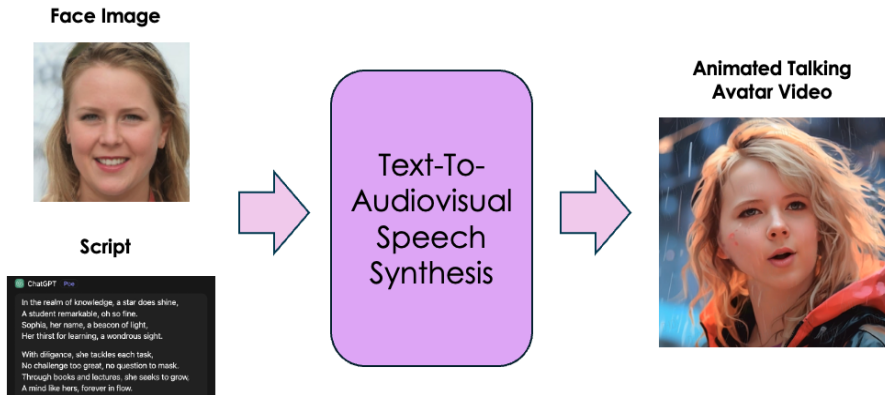 Face Image
Script
ChatGPT Poe
In the realm of knowledge, a star does shine,
A student remarkable, oh so fine.
Sophia, her name, a beacon of light,
Her thirst for learning, a wondrous sight.
With diligence, she tackles each task,
No challenge too great, no question to mask.
Through books and lectures, she seeks to grow,
A mind like hers, forever in flow.
Text-To-
Audiovisual
Speech
Synthesis
Animated Talking
Avatar Video